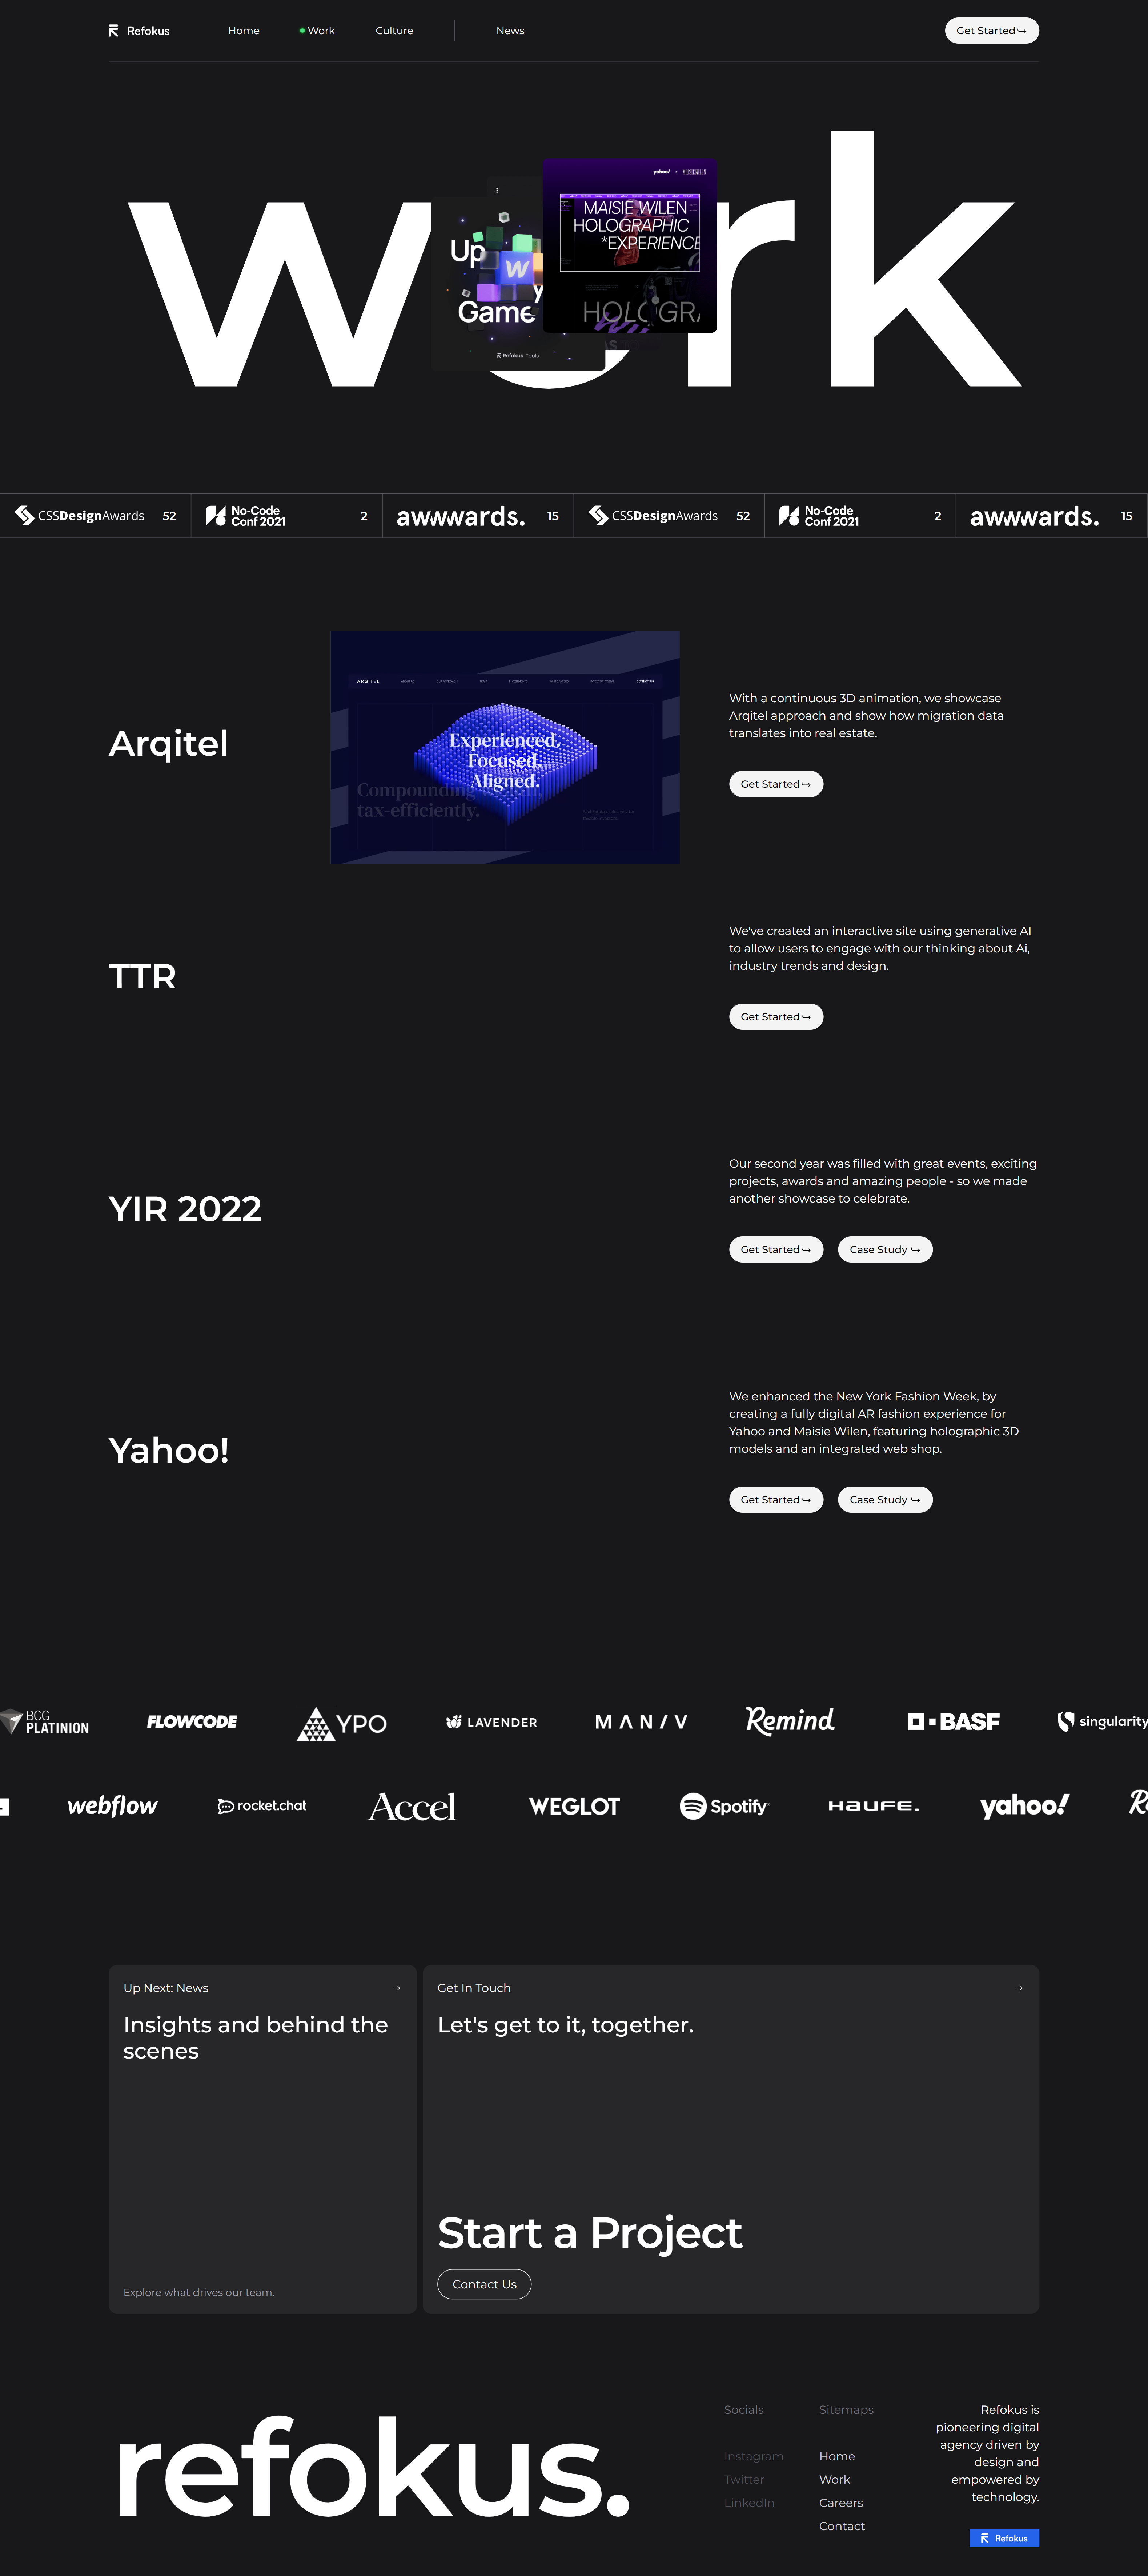 Refokus
Home
Work
Culture
News
Get Started
work
yahoo! + MAISIE WILEN
MAISIE WILEN
HOLOGRAPHIC
*EXPERIENCE
HOLOGRA
Up
Game
Refokus Tools
CSSDesignAwards 52
No-Code
Conf 2021
2
awwwards. 15
CSSDesignAwards 52
No-Code
Conf 2021
2
awwwards. 15
Arqitel
ARQITEL
CONTACT US
Experienced.
Focused.
Aligned.
Compounding
tax-efficiently.
With a continuous 3D animation, we showcase
Arqitel approach and show how migration data
translates into real estate.
Get Started
TTR
We've created an interactive site using generative AI
to allow users to engage with our thinking about Ai,
industry trends and design.
Get Started
YIR 2022
Our second year was filled with great events, exciting
projects, awards and amazing people - so we made
another showcase to celebrate.
Get Started
Case Study
Yahoo!
We enhanced the New York Fashion Week, by
creating a fully digital AR fashion experience for
Yahoo and Maisie Wilen, featuring holographic 3D
models and an integrated web shop.
Get Started
Case Study
BCG
PLATINION
FLOWCODE
YPO
LAVENDER
MANIV
Remind
BASF
singularity
webflow
rocket.chat
Accel
WEGLOT
Spotify
HAUFE.
yahoo!
Up Next: News
Insights and behind the
scenes
Explore what drives our team.
Get In Touch
Let's get to it, together.
Start a Project
Contact Us
refokus.
Socials
Instagram
Twitter
LinkedIn
Sitemaps
Home
Work
Careers
Contact
Refokus is
pioneering digital
agency driven by
design and
empowered by
technology.
Refokus